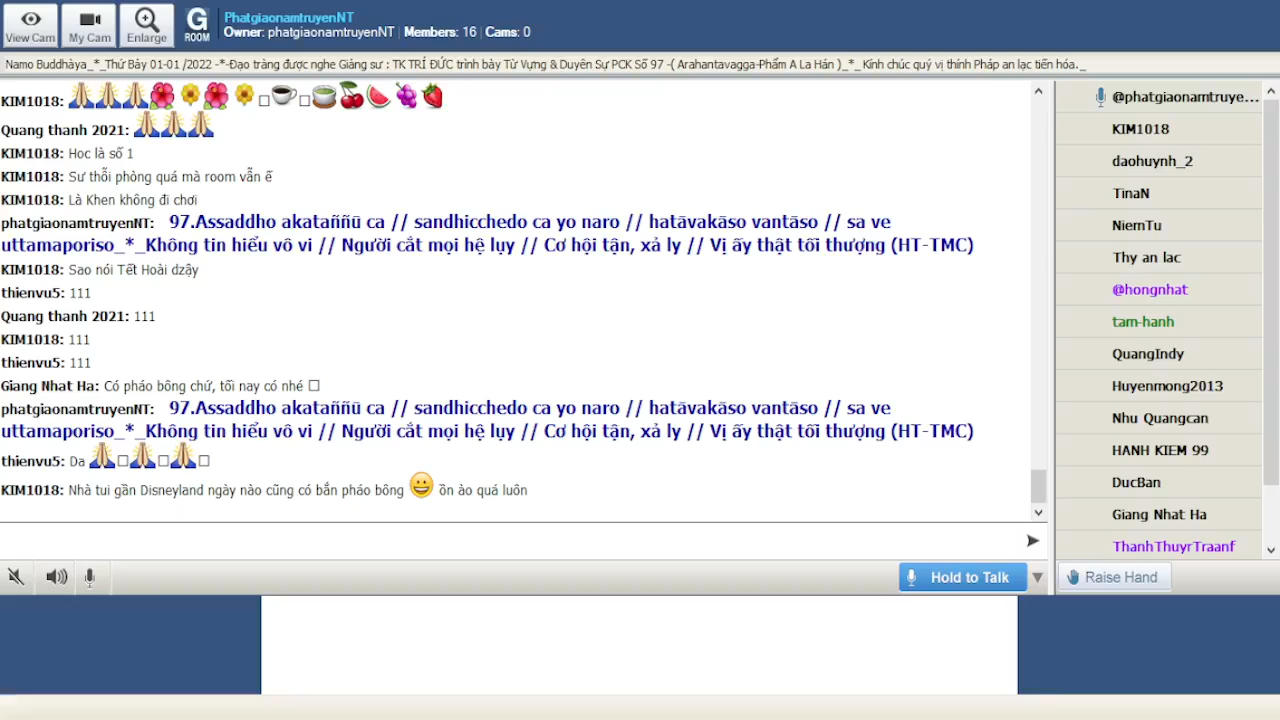 View Cam
My Cam
Enlarge
G
ROOM
PhatgiaonamtruyenNT
Owner: phatgiaonamtruyenNT | Members: 16 | Cams: 0
Namo Buddhàya_*_Thứ Bảy 01-01 /2022 -*-Đạo tràng được nghe Giảng sư : TK TRÍ ĐỨC trình bày Từ Vựng & Duyên Sự PCK Số 97 -( Arahantavagga-Phẩm A La Hán )_*_ Kính chúc quý vị thính Pháp an lạc tiến hóa._
KIM1018: 🙏🙏🙏🌺🌼🌺🌼□☕□🍵🍒🍉🍇🍓
Quang thanh 2021: 🙏🙏🙏
KIM1018: Hoc là số 1
KIM1018: Sư thổi phòng quá mà room vẫn ế
KIM1018: Là Khen không đi chơi
phatgiaonamtruyenNT: 97.Assaddho akataññū ca // sandhicchedo ca yo naro // hatāvakāso vantāso // sa ve
uttamaporiso_*_Không tin hiểu vô vi // Người cắt mọi hệ lụy // Cơ hội tận, xả ly // Vị ấy thật tối thượng (HT-TMC)
KIM1018: Sao nói Tết Hoài dzậy
thienvu5: 111
Quang thanh 2021: 111
KIM1018: 111
thienvu5: 111
Giang Nhat Ha: Có pháo bông chứ, tối nay có nhé □
phatgiaonamtruyenNT: 97.Assaddho akataññū ca // sandhicchedo ca yo naro // hatāvakāso vantāso // sa ve
uttamaporiso_*_Không tin hiểu vô vi // Người cắt mọi hệ lụy // Cơ hội tận, xả ly // Vị ấy thật tối thượng (HT-TMC)
thienvu5: Da 🙏□🙏□🙏□
KIM1018: Nhà tui gần Disneyland ngày nào cũng có bắn pháo bông 😀 ồn ào quá luôn
Hold to Talk
@phatgiaonamtruye...
KIM1018
daohuynh_2
TinaN
NiemTu
Thy an lac
@hongnhat
tam-hanh
QuangIndy
Huyenmong2013
Nhu Quangcan
HANH KIEM 99
DucBan
Giang Nhat Ha
ThanhThuyrTraanf
Raise Hand